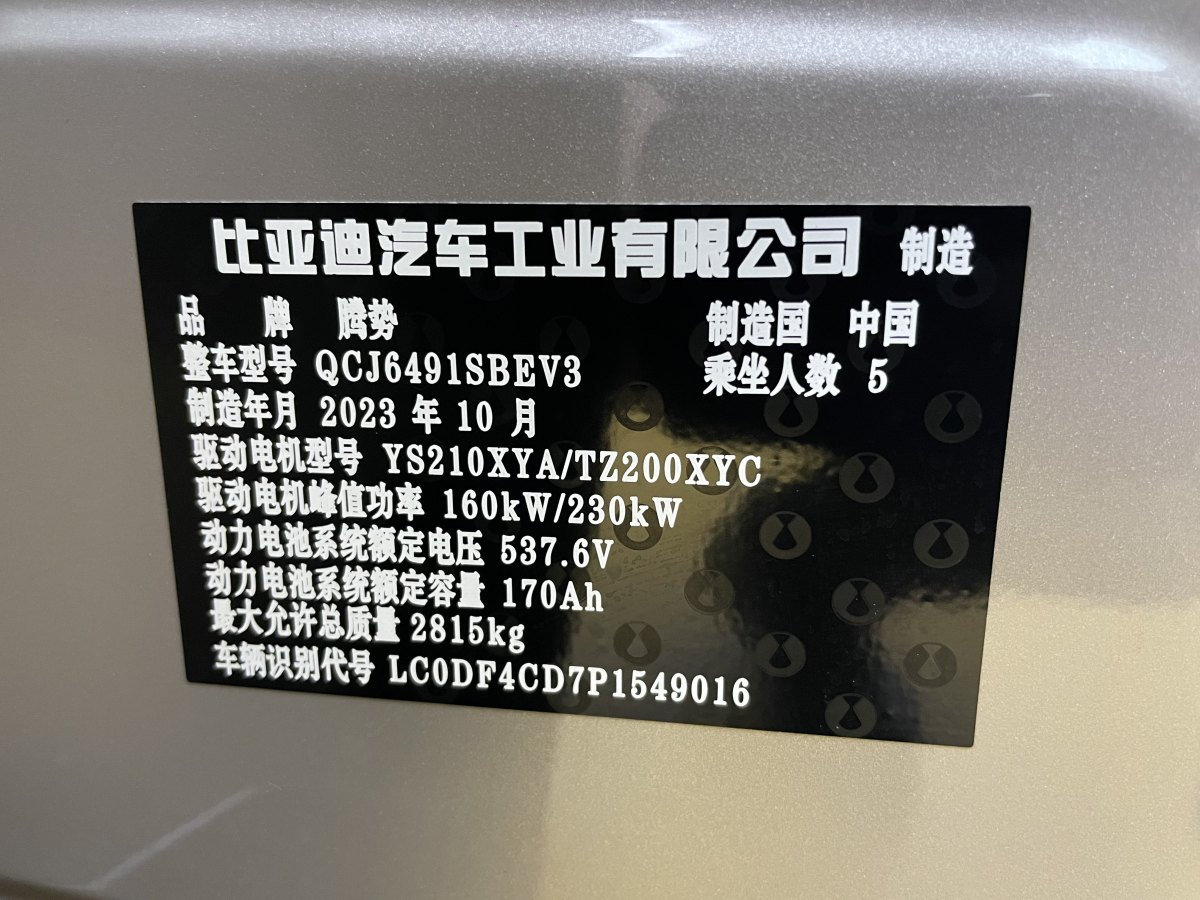 比亚迪汽车工业有限公司 制造
品 牌 腾势 制造国 中国
整车型号 QCJ6491SBEV3 乘坐人数 5
制造年月 2023 年 10 月
驱动电机型号 YS210XYA/TZ200XYC
驱动电机峰值功率 160kW/230kW
动力电池系统额定电压 537.6V
动力电池系统额定容量 170Ah
最大允许总质量 2815kg
车辆识别代号 LC0DF4CD7P1549016